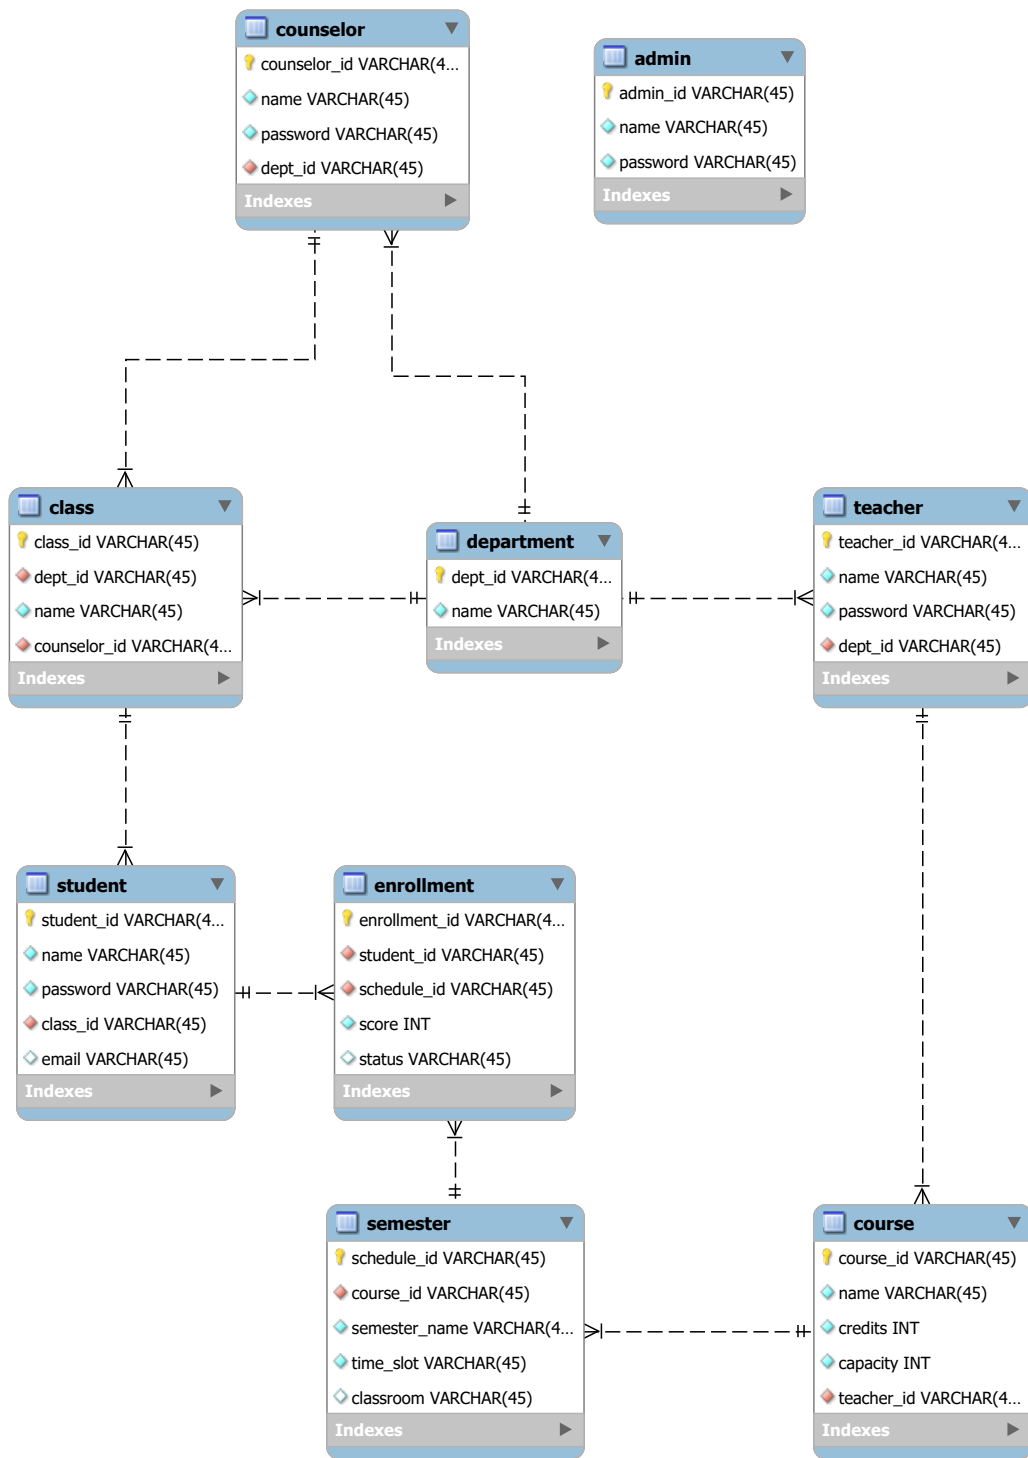 counselor
counselor_id VARCHAR(4...
name VARCHAR(45)
password VARCHAR(45)
dept_id VARCHAR(45)
Indexes
admin
admin_id VARCHAR(45)
name VARCHAR(45)
password VARCHAR(45)
Indexes
class
class_id VARCHAR(45)
dept_id VARCHAR(45)
name VARCHAR(45)
counselor_id VARCHAR(4...
Indexes
department
dept_id VARCHAR(4...
name VARCHAR(45)
Indexes
teacher
teacher_id VARCHAR(4...
name VARCHAR(45)
password VARCHAR(45)
dept_id VARCHAR(45)
Indexes
student
student_id VARCHAR(4...
name VARCHAR(45)
password VARCHAR(45)
class_id VARCHAR(45)
email VARCHAR(45)
Indexes
enrollment
enrollment_id VARCHAR(4...
student_id VARCHAR(45)
schedule_id VARCHAR(45)
score INT
status VARCHAR(45)
Indexes
semester
schedule_id VARCHAR(45)
course_id VARCHAR(45)
semester_name VARCHAR(4...
time_slot VARCHAR(45)
classroom VARCHAR(45)
Indexes
course
course_id VARCHAR(45)
name VARCHAR(45)
credits INT
capacity INT
teacher_id VARCHAR(4...
Indexes